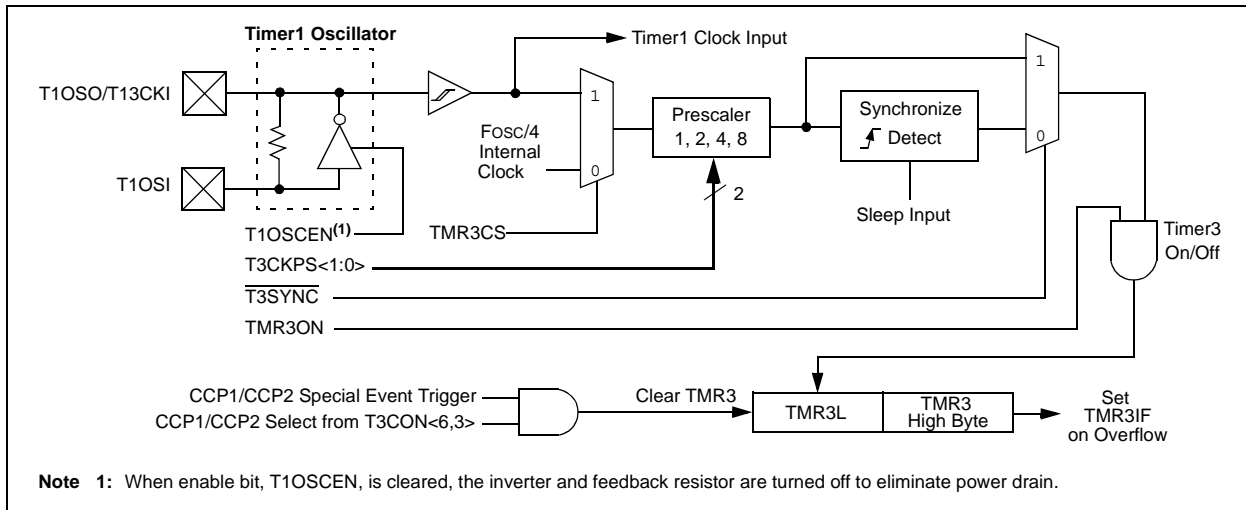 Timer1 Oscillator
Timer1 Clock Input
T1OSO/T13CKI
T1OSI
1
FOSC/4
Internal
Clock
0
Prescaler
1, 2, 4, 8
2
Synchronize
Detect
Sleep Input
1
0
T1OSCEN(1)
TMR3CS
T3CKPS<1:0>
T3SYNC
TMR3ON
Timer3
On/Off
CCP1/CCP2 Special Event Trigger
CCP1/CCP2 Select from T3CON<6,3>
Clear TMR3
TMR3L
TMR3
High Byte
Set
TMR3IF
on Overflow
Note 1: When enable bit, T1OSCEN, is cleared, the inverter and feedback resistor are turned off to eliminate power drain.